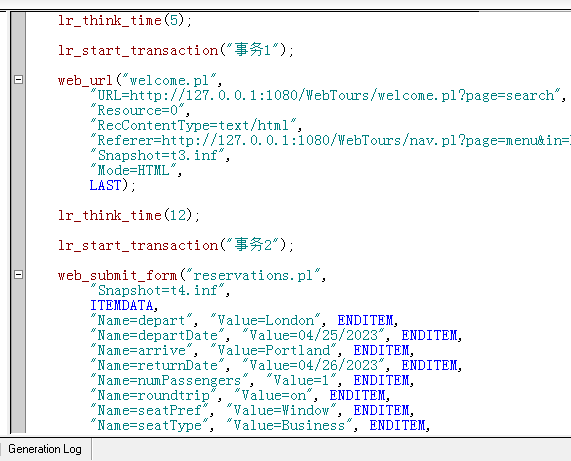 lr_think_time(5);
lr_start_transaction("事务1");
web_url("welcome.pl",
"URL=http://127.0.0.1:1080/WebTours/welcome.pl?page=search",
"Resource=0",
"RecContentType=text/html",
"Referer=http://127.0.0.1:1080/WebTours/nav.pl?page=menu&in=
"Snapshot=t3.inf",
"Mode=HTML",
LAST);
lr_think_time(12);
lr_start_transaction("事务2");
web_submit_form("reservations.pl",
"Snapshot=t4.inf",
ITEMDATA,
"Name=depart", "Value=London", ENDITEM,
"Name=departDate", "Value=04/25/2023", ENDITEM,
"Name=arrive", "Value=Portland", ENDITEM,
"Name=returnDate", "Value=04/26/2023", ENDITEM,
"Name=numPassengers", "Value=1", ENDITEM,
"Name=roundtrip", "Value=on", ENDITEM,
"Name=seatPref", "Value=Window", ENDITEM,
"Name=seatType", "Value=Business", ENDITEM,
Generation Log